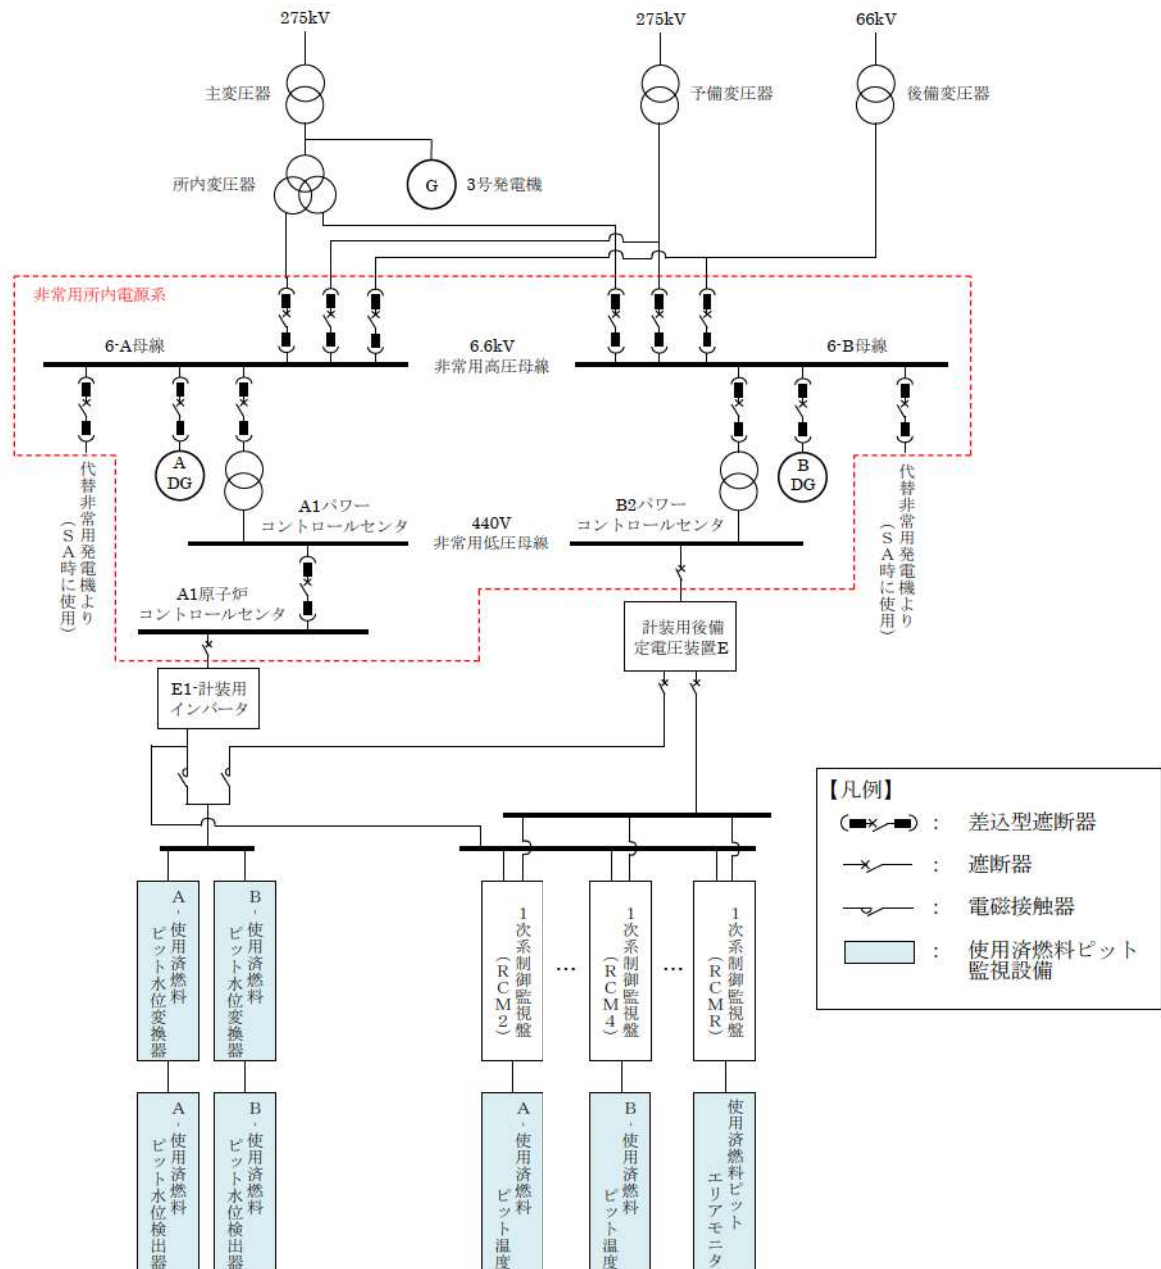 275kV
275kV
66kV
主変圧器
予備変圧器
後備変圧器
所内変圧器
G
3号発電機
非常用所内電源系
6-A母線
6.6kV
非常用高圧母線
6-B母線
A
DG
B
DG
代替非常用発電機より
(SA時に使用)
A1パワー
コントロールセンタ
440V
非常用低圧母線
B2パワー
コントロールセンタ
代替非常用発電機より
(SA時に使用)
A1原子炉
コントロールセンタ
計装用後備
定電圧装置E
E1-計装用
インバータ
【凡例】
: 差込型遮断器
: 遮断器
: 電磁接触器
: 使用済燃料ピット
監視設備
A-使用済燃料
ピット水位変換器
B-使用済燃料
ピット水位変換器
1次系制御監視盤
(RCM2)
…
1次系制御監視盤
(RCM4)
…
1次系制御監視盤
(RCMR)
A-使用済燃料
ピット水位検出器
B-使用済燃料
ピット水位検出器
A-使用済燃料
ピット温度
B-使用済燃料
ピット温度
使用済燃料ピット
エリアモニタ